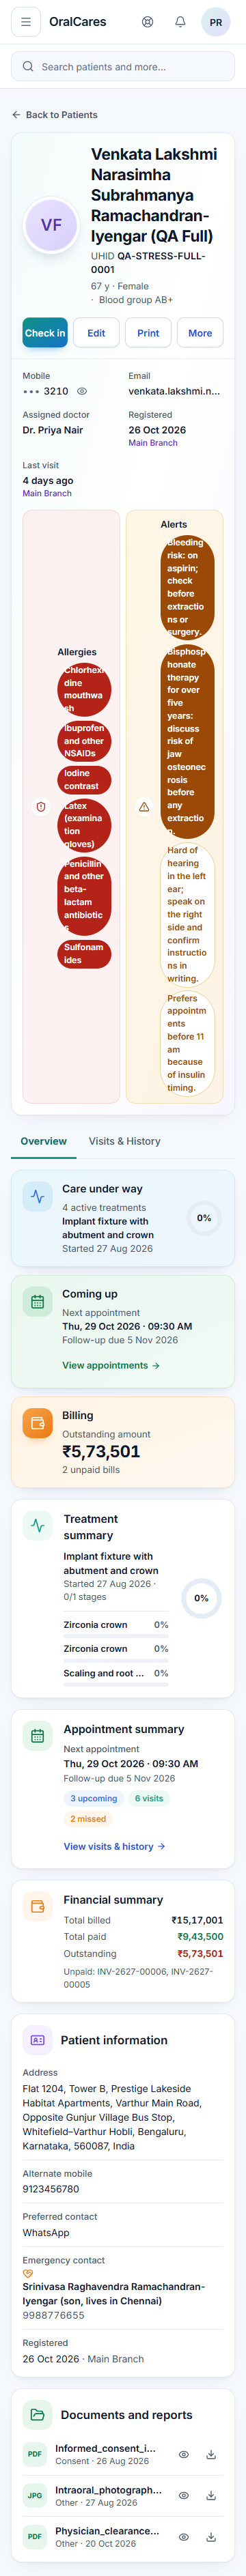 OralCares
PR
Search patients and more...
Back to Patients
VF
Venkata Lakshmi
Narasimha
Subrahmanya
Ramachandran-
Iyengar (QA Full)
UHID QA-STRESS-FULL-
0001
67 y · Female
· Blood group AB+
Check in
Edit
Print
More
Mobile
••• 3210
Email
venkata.lakshmi.n...
Assigned doctor
Dr. Priya Nair
Registered
26 Oct 2026
Main Branch
Last visit
4 days ago
Main Branch
Allergies
Chlorhexi
dine
mouthwa
sh
Ibuprofen
and other
NSAIDs
Iodine
contrast
Latex
(examina
tion
gloves)
Penicillin
and other
beta-
lactam
antibiotic
s
Sulfonam
ides
Alerts
Bleeding
risk: on
aspirin;
check
before
extractio
ns or
surgery.
Bisphosp
honate
therapy
for over
five
years:
discuss
risk of
jaw
osteonec
rosis
before
any
extractio
n.
Hard of
hearing
in the left
ear;
speak on
the right
side and
confirm
instructio
ns in
writing.
Prefers
appointm
ents
before 11
am
because
of insulin
timing.
Overview
Visits & History
Care under way
4 active treatments
Implant fixture with
abutment and crown
Started 27 Aug 2026
0%
Coming up
Next appointment
Thu, 29 Oct 2026 · 09:30 AM
Follow-up due 5 Nov 2026
View appointments →
Billing
Outstanding amount
₹5,73,501
2 unpaid bills
Treatment
summary
Implant fixture with
abutment and crown
Started 27 Aug 2026 ·
0/1 stages
0%
Zirconia crown 0%
Zirconia crown 0%
Scaling and root ... 0%
Appointment summary
Next appointment
Thu, 29 Oct 2026 · 09:30 AM
Follow-up due 5 Nov 2026
3 upcoming
6 visits
2 missed
View visits & history →
Financial summary
Total billed ₹15,17,001
Total paid ₹9,43,500
Outstanding ₹5,73,501
Unpaid: INV-2627-00006, INV-2627-
00005
Patient information
Address
Flat 1204, Tower B, Prestige Lakeside
Habitat Apartments, Varthur Main Road,
Opposite Gunjur Village Bus Stop,
Whitefield–Varthur Hobli, Bengaluru,
Karnataka, 560087, India
Alternate mobile
9123456780
Preferred contact
WhatsApp
Emergency contact
Srinivasa Raghavendra Ramachandran-
Iyengar (son, lives in Chennai)
9988776655
Registered
26 Oct 2026 · Main Branch
Documents and reports
PDF
Informed_consent_i...
Consent · 26 Aug 2026
JPG
Intraoral_photograph...
Other · 27 Aug 2026
PDF
Physician_clearance...
Other · 20 Oct 2026